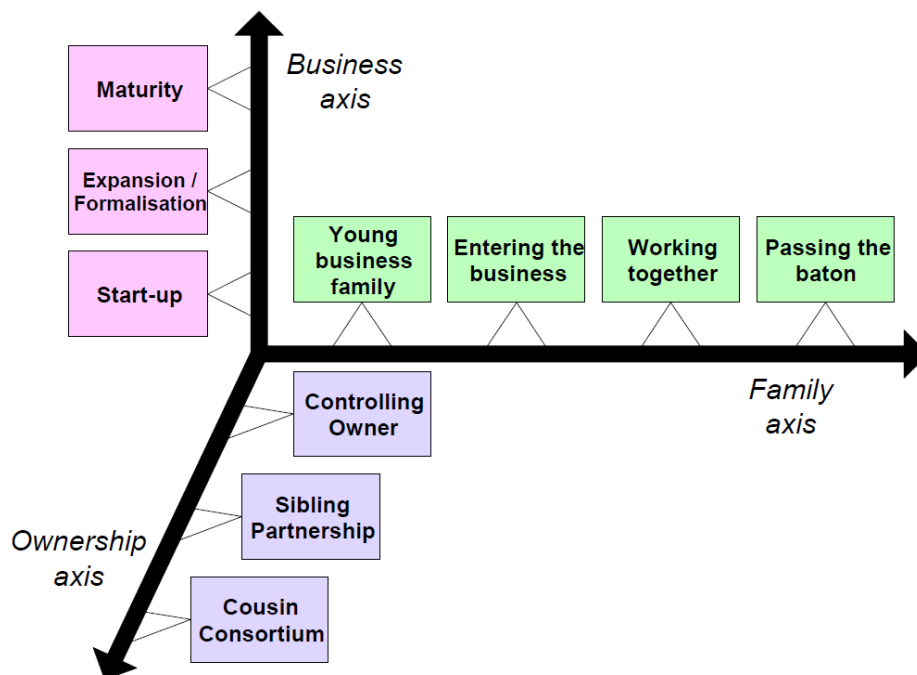 Business
axis
Maturity
Expansion /
Formalisation
Start-up
Young
business
family
Entering the
business
Working
together
Passing the
baton
Family
axis
Controlling
Owner
Sibling
Partnership
Ownership
axis
Cousin
Consortium